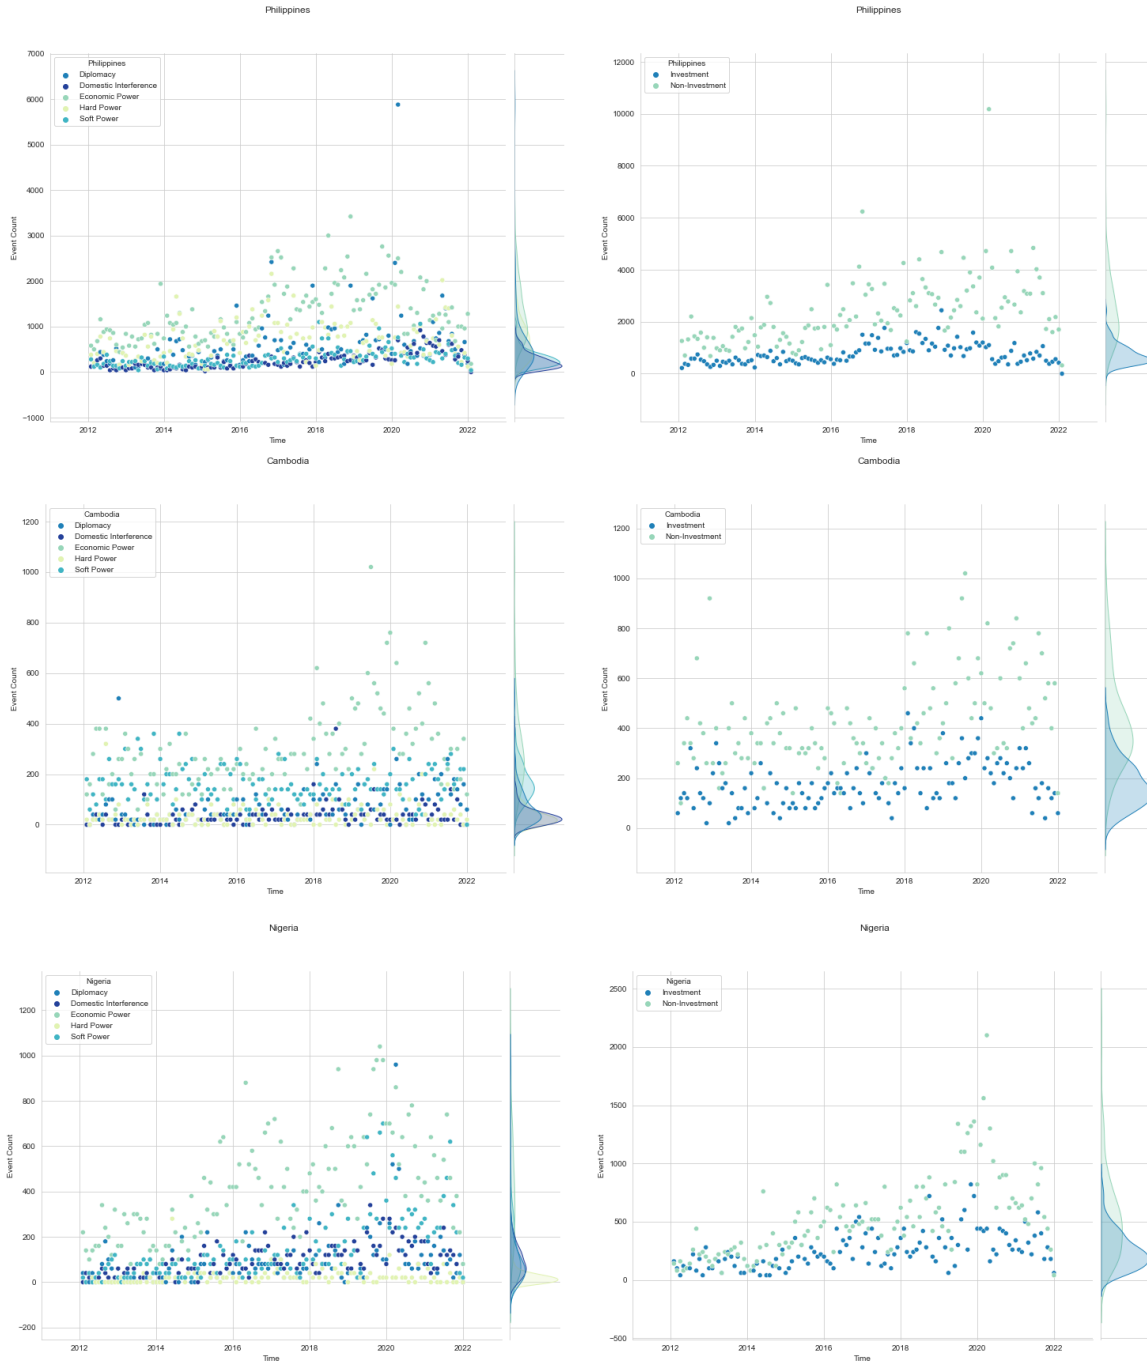 Philippines
7000
6000
5000
4000
3000
2000
1000
0
−1000
Event Count
Philippines
Diplomacy
Domestic Interference
Economic Power
Hard Power
Soft Power
2012
2014
2016
2018
2020
2022
Time
Philippines
12000
10000
8000
6000
4000
2000
0
Event Count
Philippines
Investment
Non-Investment
2012
2014
2016
2018
2020
2022
Time
Cambodia
1200
1000
800
600
400
200
0
Event Count
Cambodia
Diplomacy
Domestic Interference
Economic Power
Hard Power
Soft Power
2012
2014
2016
2018
2020
2022
Time
Cambodia
1200
1000
800
600
400
200
0
Event Count
Cambodia
Investment
Non-Investment
2012
2014
2016
2018
2020
2022
Time
Nigeria
1200
1000
800
600
400
200
0
−200
Event Count
Nigeria
Diplomacy
Domestic Interference
Economic Power
Hard Power
Soft Power
2012
2014
2016
2018
2020
2022
Time
Nigeria
2500
2000
1500
1000
500
0
−500
Event Count
Nigeria
Investment
Non-Investment
2012
2014
2016
2018
2020
2022
Time